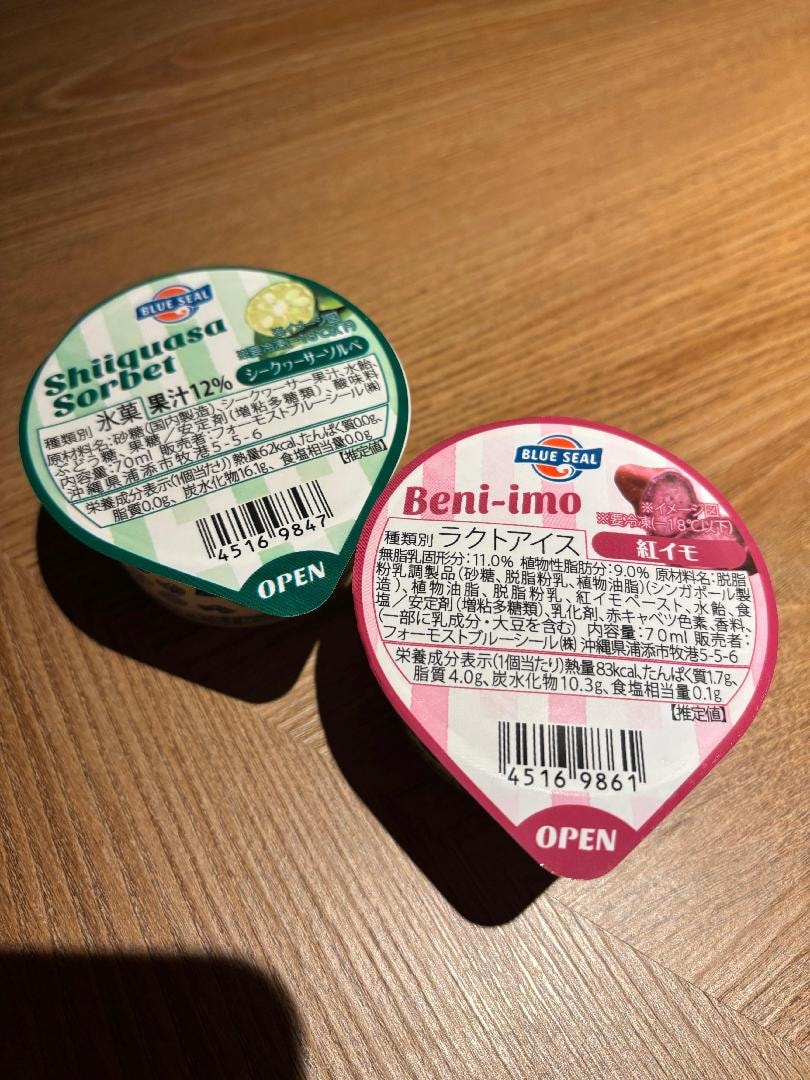 BLUE SEAL
Shiiquasa
Sorbet
※イメージ図
※要冷凍(-18℃以下)
シークヮーサーソルベ
種類別 氷菓 果汁12%
原材料名:砂糖(国内製造)、シークヮーサー果汁、水飴、
ぶどう糖、果糖/安定剤(増粘多糖類)、酸味料
内容量:70ml 販売者:フォーモストブルーシール㈱
沖縄県浦添市牧港5-5-6
栄養成分表示(1個当たり)熱量62kcal、たんぱく質0.0g、
脂質0.0g、炭水化物16.1g、食塩相当量0.0g
【推定値】
4516 9847
OPEN
BLUE SEAL
Beni-imo
※イメージ図
※要冷凍(-18℃以下)
紅イモ
種類別 ラクトアイス
無脂乳固形分:11.0% 植物性脂肪分:9.0% 原材料名:脱脂
粉乳調製品(砂糖、脱脂粉乳、植物油脂)(シンガポール製
造)、植物油脂、脱脂粉乳、紅イモペースト、水飴、食
塩/安定剤(増粘多糖類)、乳化剤、赤キャベツ色素、香料、
(一部に乳成分・大豆を含む) 内容量:70ml 販売者:
フォーモストブルーシール㈱ 沖縄県浦添市牧港5-5-6
栄養成分表示(1個当たり)熱量83kcal、たんぱく質1.7g、
脂質4.0g、炭水化物10.3g、食塩相当量0.1g
【推定値】
4516 9861
OPEN